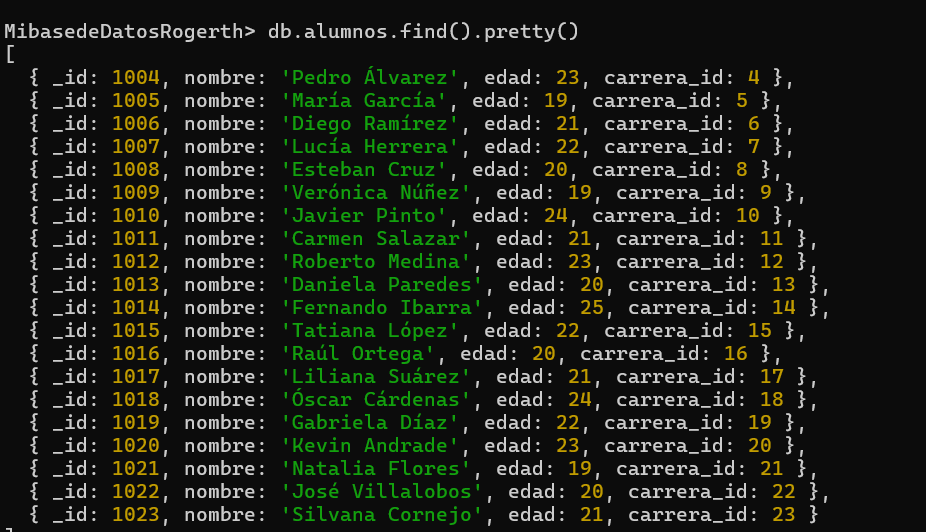 MibasedeDatosRogerth> db.alumnos.find().pretty()
[
  { _id: 1004, nombre: 'Pedro Álvarez', edad: 23, carrera_id: 4 },
  { _id: 1005, nombre: 'María García', edad: 19, carrera_id: 5 },
  { _id: 1006, nombre: 'Diego Ramírez', edad: 21, carrera_id: 6 },
  { _id: 1007, nombre: 'Lucía Herrera', edad: 22, carrera_id: 7 },
  { _id: 1008, nombre: 'Esteban Cruz', edad: 20, carrera_id: 8 },
  { _id: 1009, nombre: 'Verónica Núñez', edad: 19, carrera_id: 9 },
  { _id: 1010, nombre: 'Javier Pinto', edad: 24, carrera_id: 10 },
  { _id: 1011, nombre: 'Carmen Salazar', edad: 21, carrera_id: 11 },
  { _id: 1012, nombre: 'Roberto Medina', edad: 23, carrera_id: 12 },
  { _id: 1013, nombre: 'Daniela Paredes', edad: 20, carrera_id: 13 },
  { _id: 1014, nombre: 'Fernando Ibarra', edad: 25, carrera_id: 14 },
  { _id: 1015, nombre: 'Tatiana López', edad: 22, carrera_id: 15 },
  { _id: 1016, nombre: 'Raúl Ortega', edad: 20, carrera_id: 16 },
  { _id: 1017, nombre: 'Liliana Suárez', edad: 21, carrera_id: 17 },
  { _id: 1018, nombre: 'Óscar Cárdenas', edad: 24, carrera_id: 18 },
  { _id: 1019, nombre: 'Gabriela Díaz', edad: 22, carrera_id: 19 },
  { _id: 1020, nombre: 'Kevin Andrade', edad: 23, carrera_id: 20 },
  { _id: 1021, nombre: 'Natalia Flores', edad: 19, carrera_id: 21 },
  { _id: 1022, nombre: 'José Villalobos', edad: 20, carrera_id: 22 },
  { _id: 1023, nombre: 'Silvana Cornejo', edad: 21, carrera_id: 23 }
]